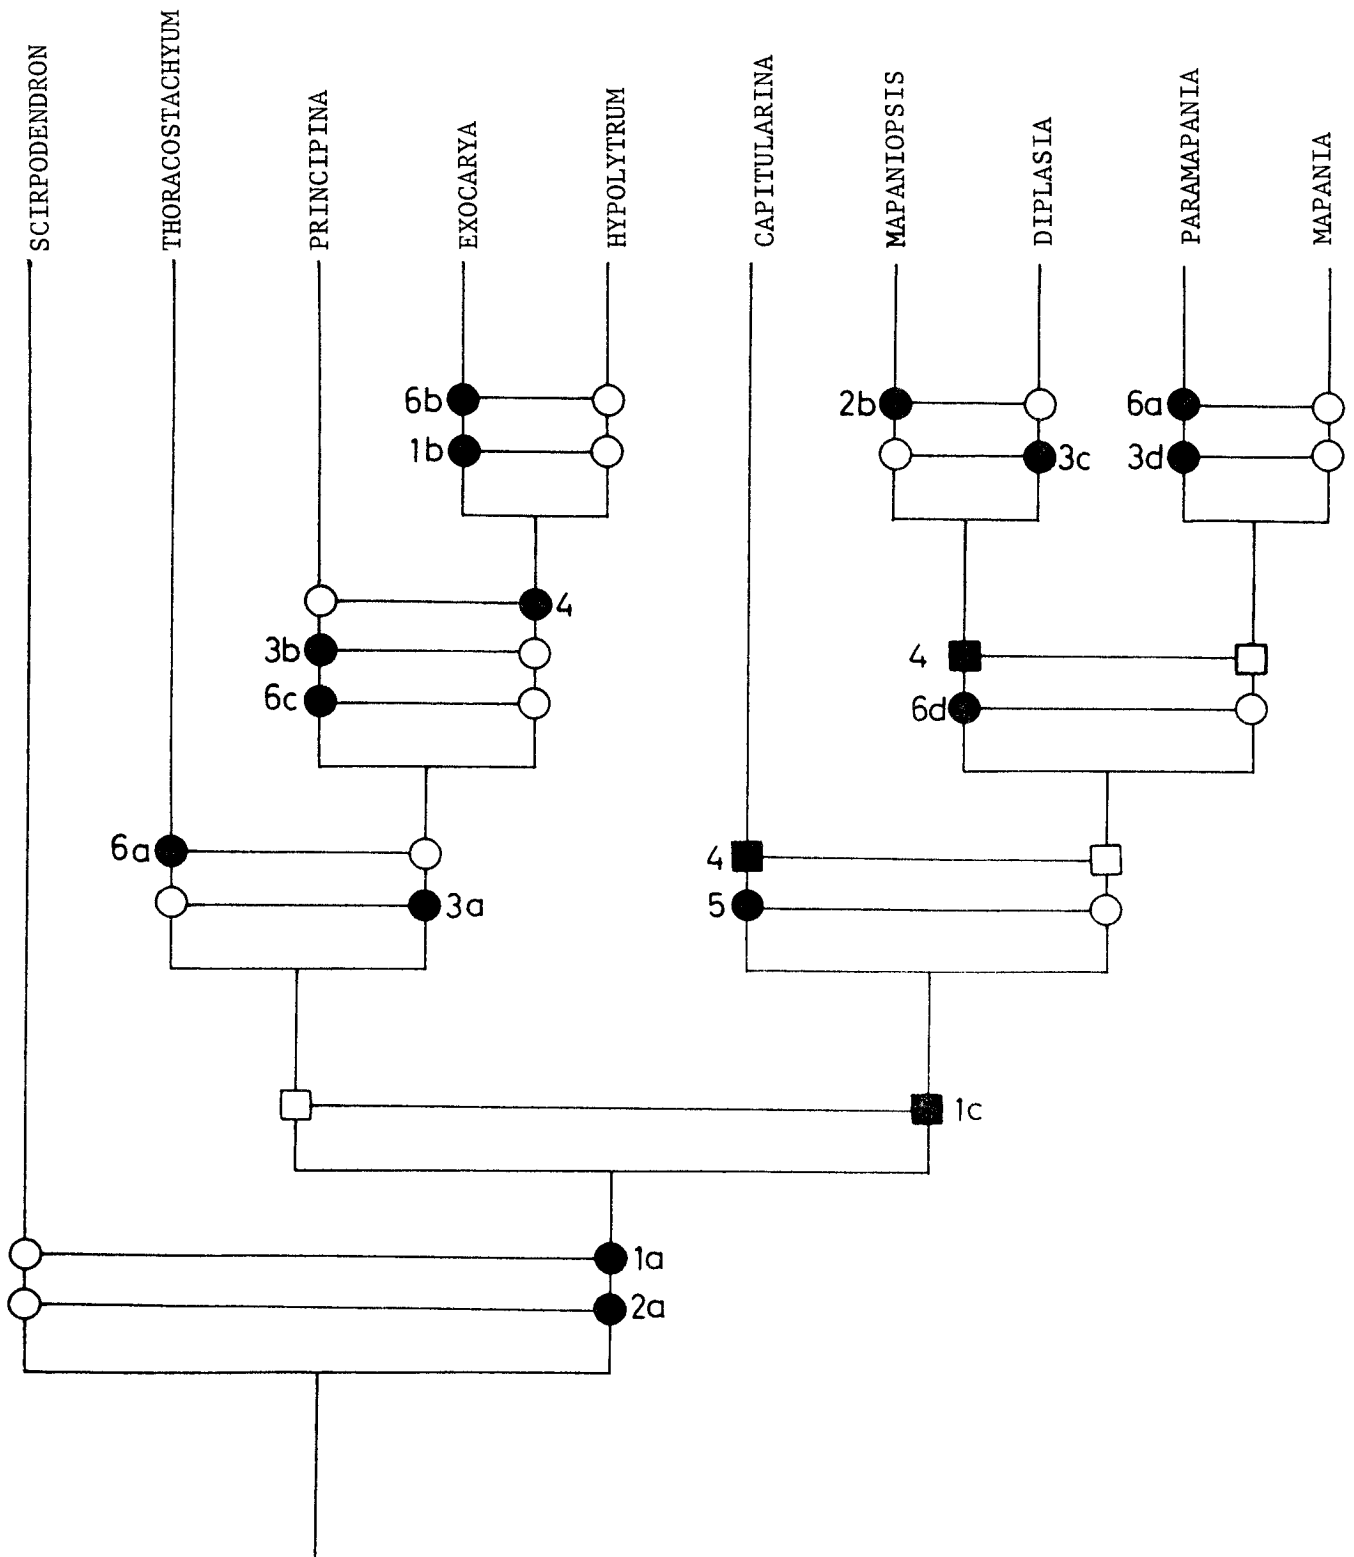 SCIRPODENDRON
THORACOSTACHYUM
PRINCIPINA
EXOCARYA
HYPOLYTRUM
CAPITULARINA
MAPANIOPSIS
DIPLASIA
PARAMAPANIA
MAPANIA
6b
2b
6a
1b
3c
3d
4
3b
4
6c
6d
6a
4
3a
5
1c
1a
2a